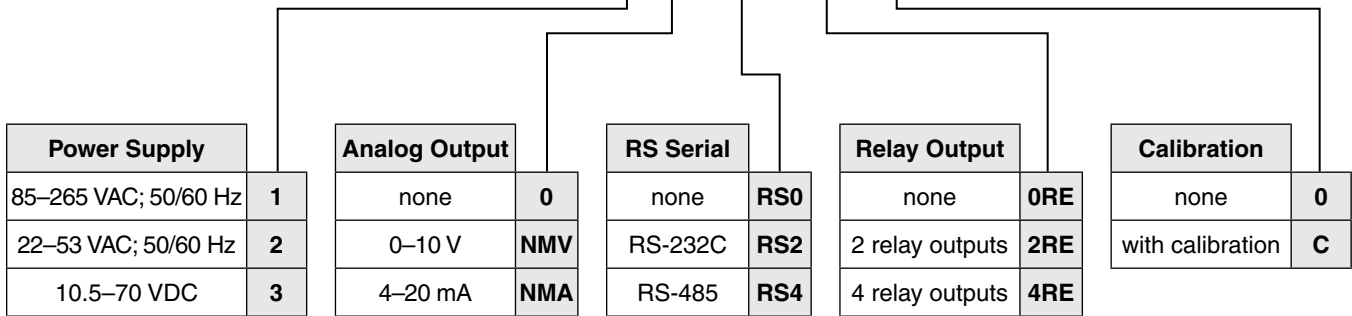 Power Supply
85–265 VAC; 50/60 Hz 1
22–53 VAC; 50/60 Hz 2
10.5–70 VDC 3
Analog Output
none 0
0–10 V NMV
4–20 mA NMA
RS Serial
none RS0
RS-232C RS2
RS-485 RS4
Relay Output
none 0RE
2 relay outputs 2RE
4 relay outputs 4RE
Calibration
none 0
with calibration C